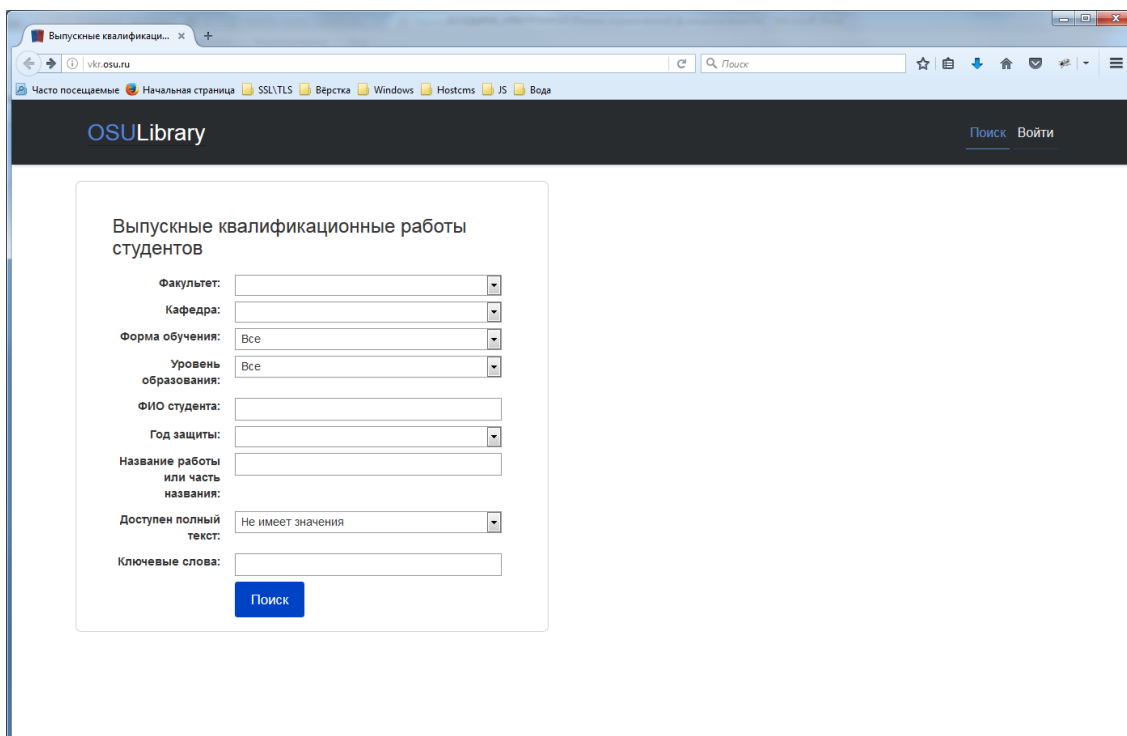 Выпускные квалификаци...
vkr.osu.ru
Поиск
Часто посещаемые Начальная страница SSL\TLS Вёрстка Windows Hostcms JS Вода
OSULibrary
Поиск Войти
Выпускные квалификационные работы
студентов
Факультет:
Кафедра:
Форма обучения: Все
Уровень Все
образования:
ФИО студента:
Год защиты:
Название работы
или часть
названия:
Доступен полный Не имеет значения
текст:
Ключевые слова:
Поиск